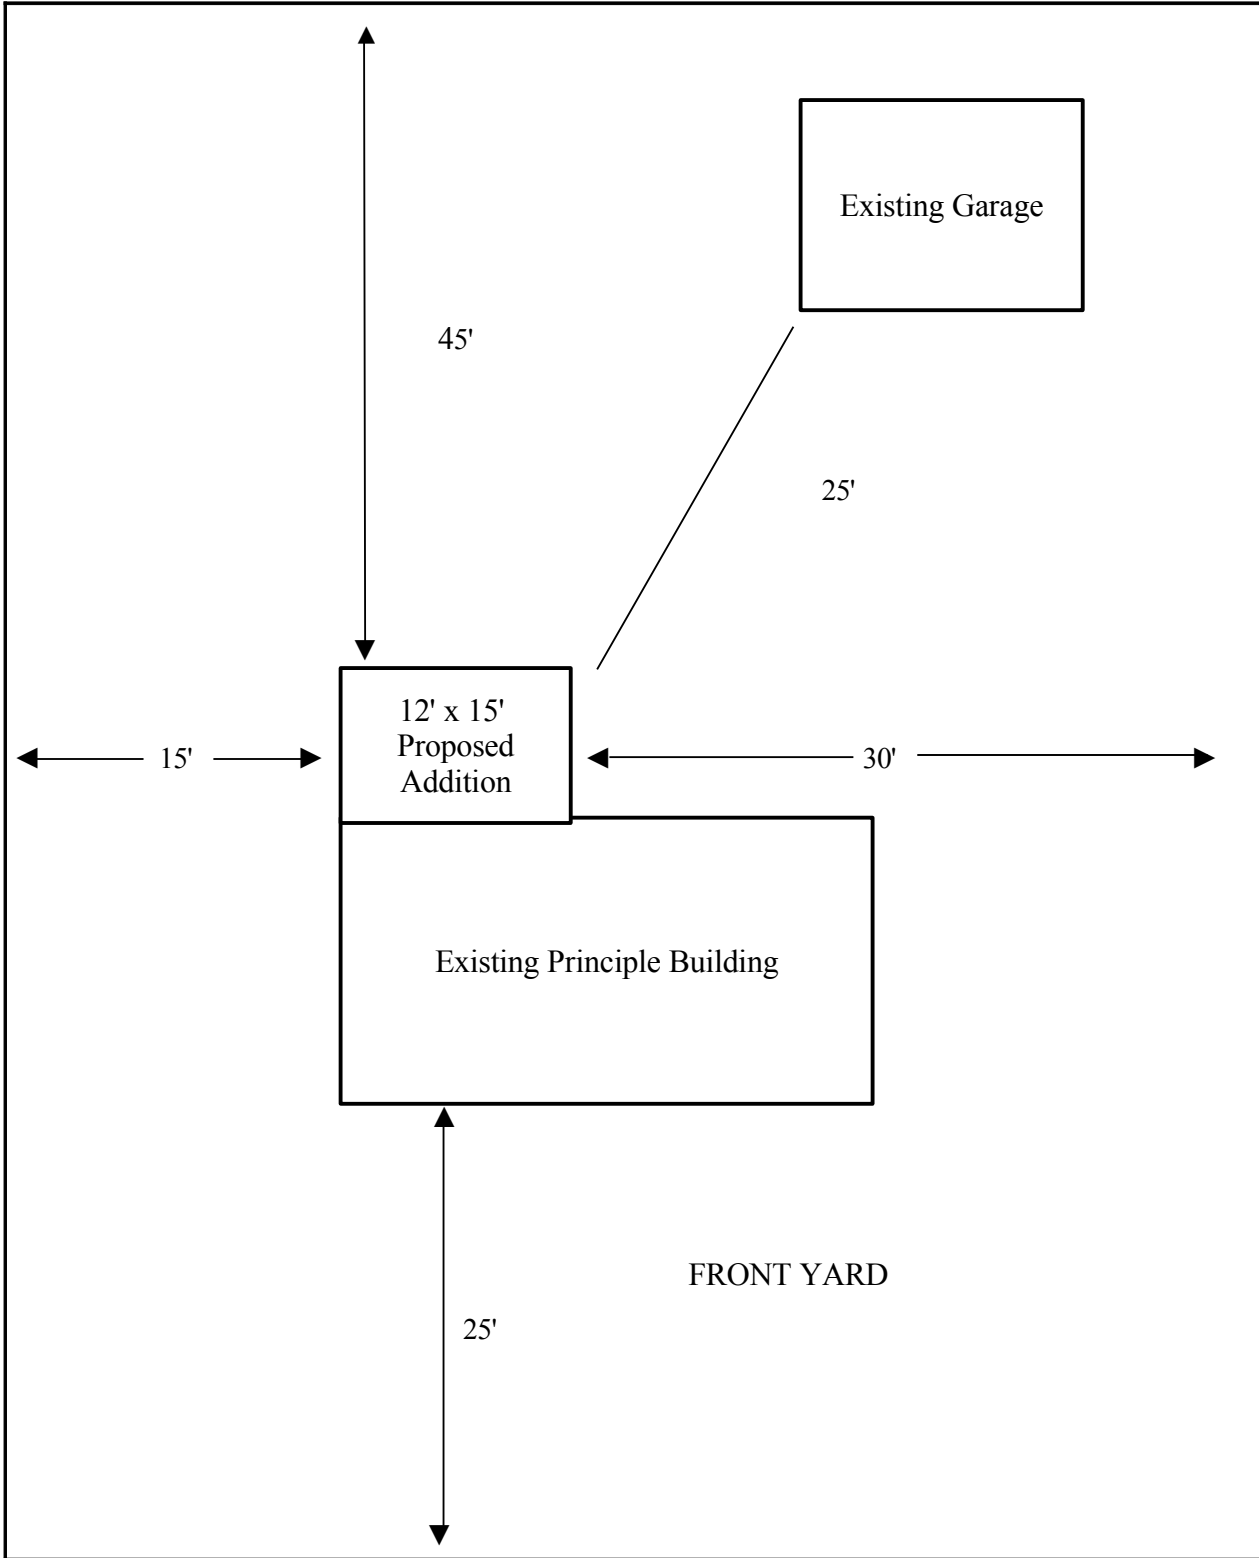 Existing Garage
45'
25'
12' x 15'
Proposed
Addition
15'
30'
Existing Principle Building
FRONT YARD
25'